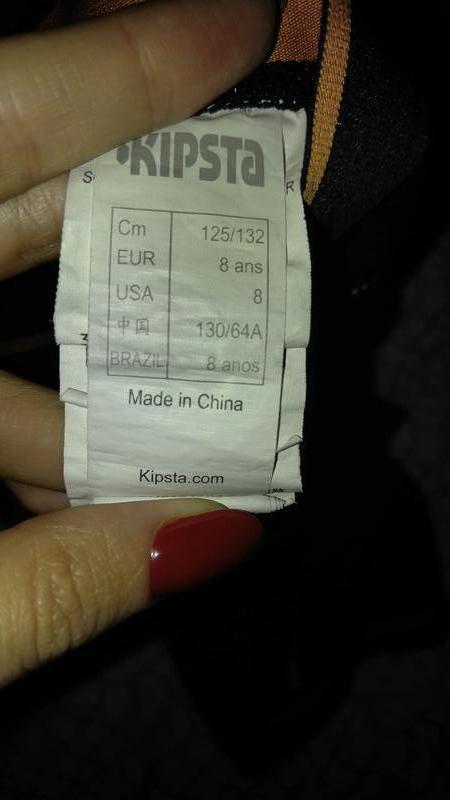 KIPSTA
S
R
Cm 125/132
EUR 8 ans
USA 8
中国 130/64A
BRAZIL 8 anos
Made in China
Kipsta.com